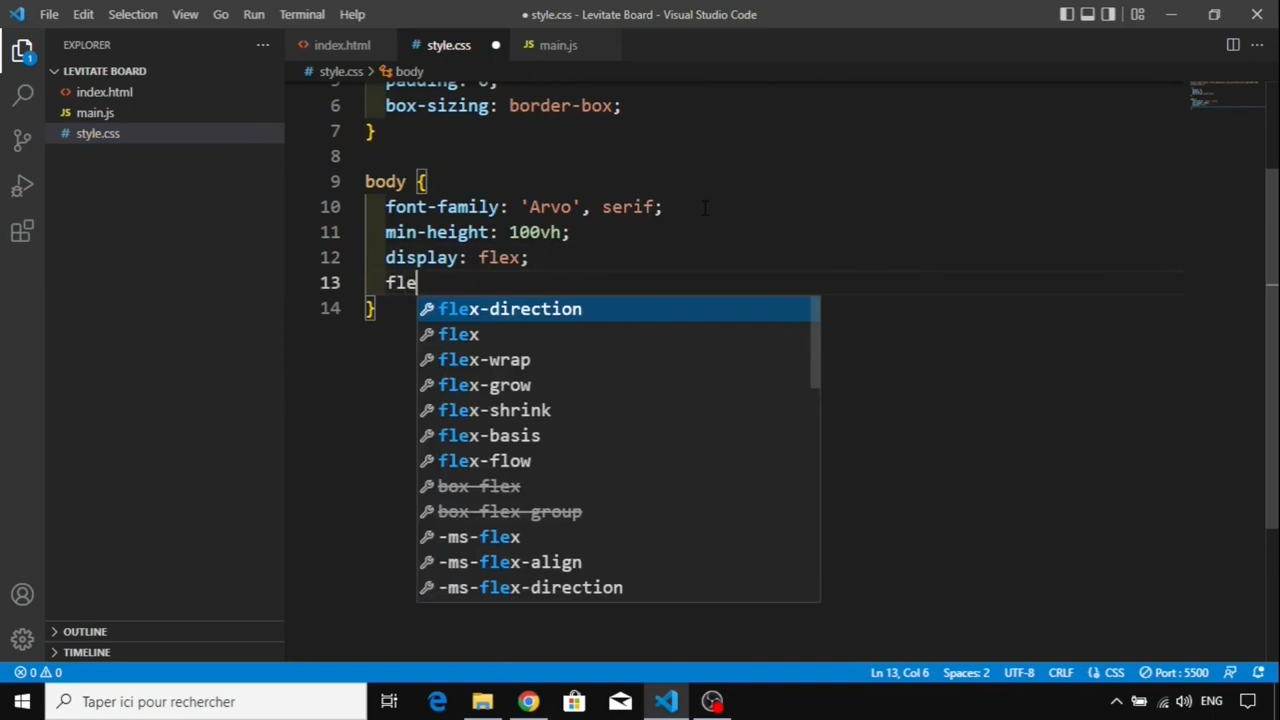 File Edit Selection View Go Run Terminal Help
● style.css - Levitate Board - Visual Studio Code
EXPLORER
index.html
style.css
main.js
LEVITATE BOARD
index.html
main.js
style.css
OUTLINE
TIMELINE
style.css > body
6 box-sizing: border-box;
7 }
8
9 body {
10 font-family: 'Arvo', serif;
11 min-height: 100vh;
12 display: flex;
13 fle
14 }
flex-direction
flex
flex-wrap
flex-grow
flex-shrink
flex-basis
flex-flow
box-flex
box-flex-group
-ms-flex
-ms-flex-align
-ms-flex-direction
1
0 0
Ln 13, Col 6 Spaces: 2 UTF-8 CRLF CSS Port : 5500
Taper ici pour rechercher
ENG